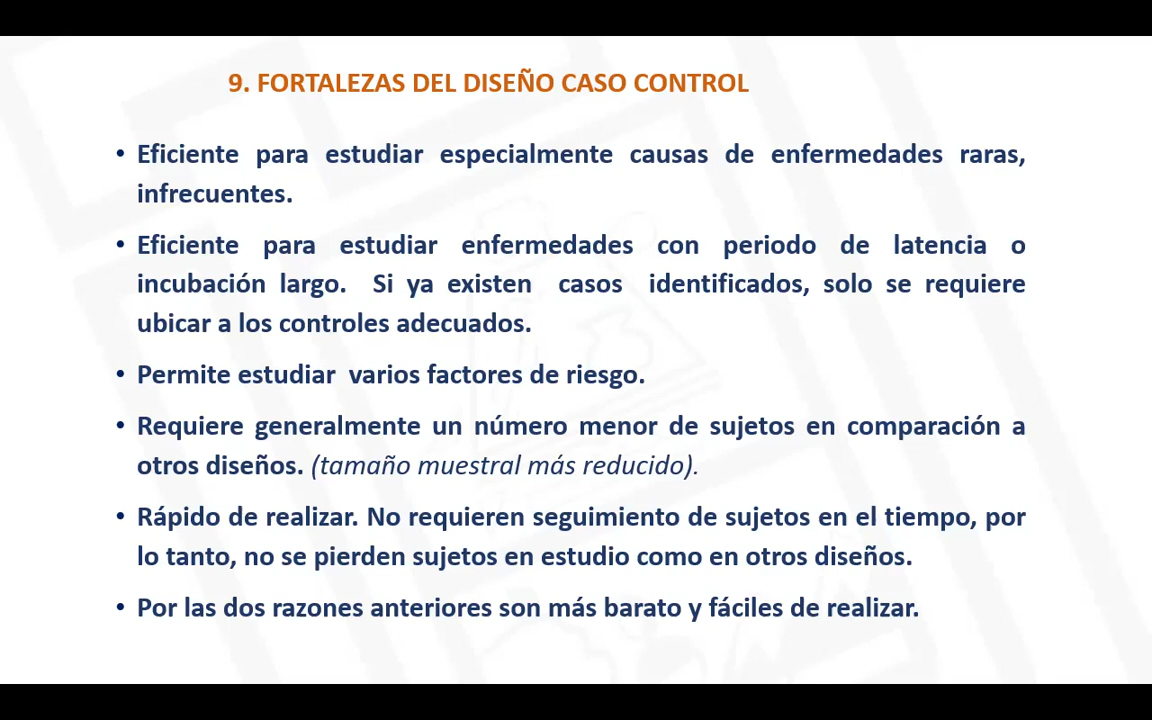 9. FORTALEZAS DEL DISEÑO CASO CONTROL
• Eficiente para estudiar especialmente causas de enfermedades raras,
infrecuentes.
• Eficiente para estudiar enfermedades con periodo de latencia o
incubación largo. Si ya existen casos identificados, solo se requiere
ubicar a los controles adecuados.
• Permite estudiar varios factores de riesgo.
• Requiere generalmente un número menor de sujetos en comparación a
otros diseños. (tamaño muestral más reducido).
• Rápido de realizar. No requieren seguimiento de sujetos en el tiempo, por
lo tanto, no se pierden sujetos en estudio como en otros diseños.
• Por las dos razones anteriores son más barato y fáciles de realizar.